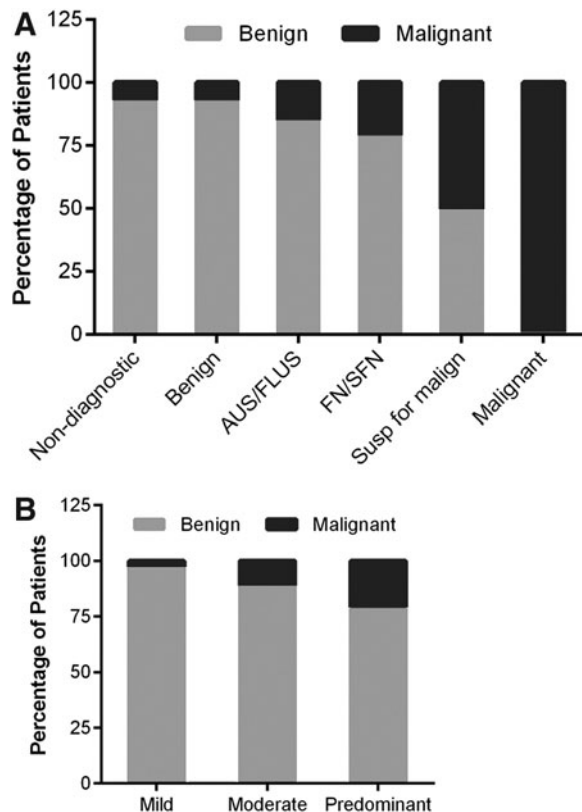 A
Benign Malignant
Percentage of Patients
125
100
75
50
25
0
Non-diagnostic
Benign
AUS/FLUS
FN/SFN
Susp for malign
Malignant
B
Benign Malignant
Percentage of Patients
125
100
75
50
25
0
Mild Moderate Predominant